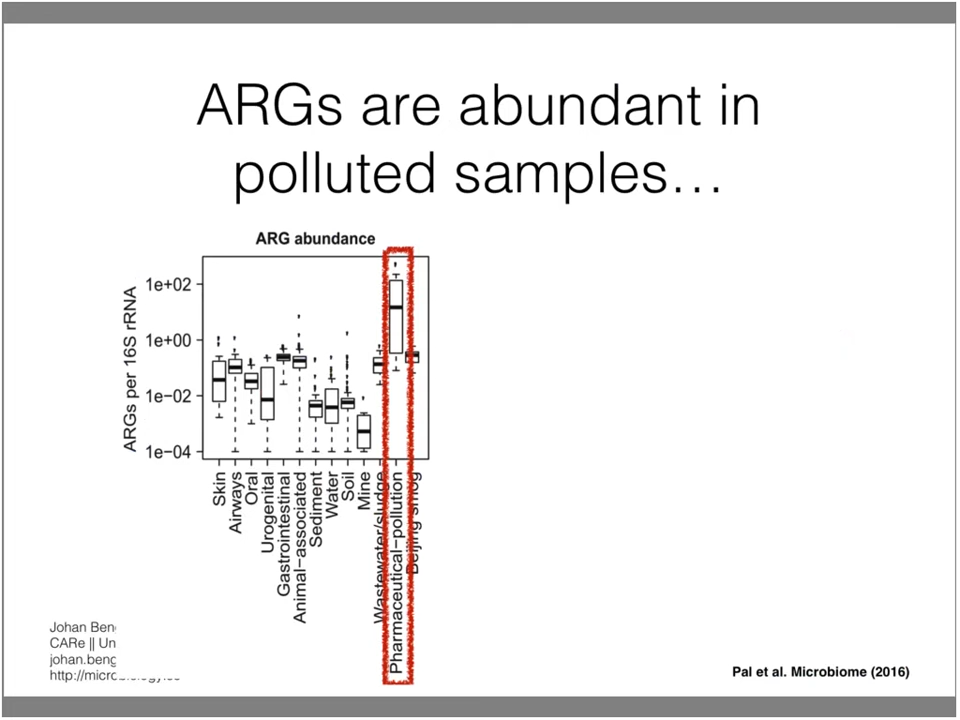 ARGs are abundant in
polluted samples…
ARG abundance
ARGs per 16S rRNA
1e+02
1e+00
1e−02
1e−04
Skin
Airways
Oral
Urogenital
Gastrointestinal
Animal−associated
Sediment
Water
Soil
Mine
Wastewater/sludge
Pharmaceutical−pollution
Beijing smog
Johan
CARe ||
Pal et al. Microbiome (2016)